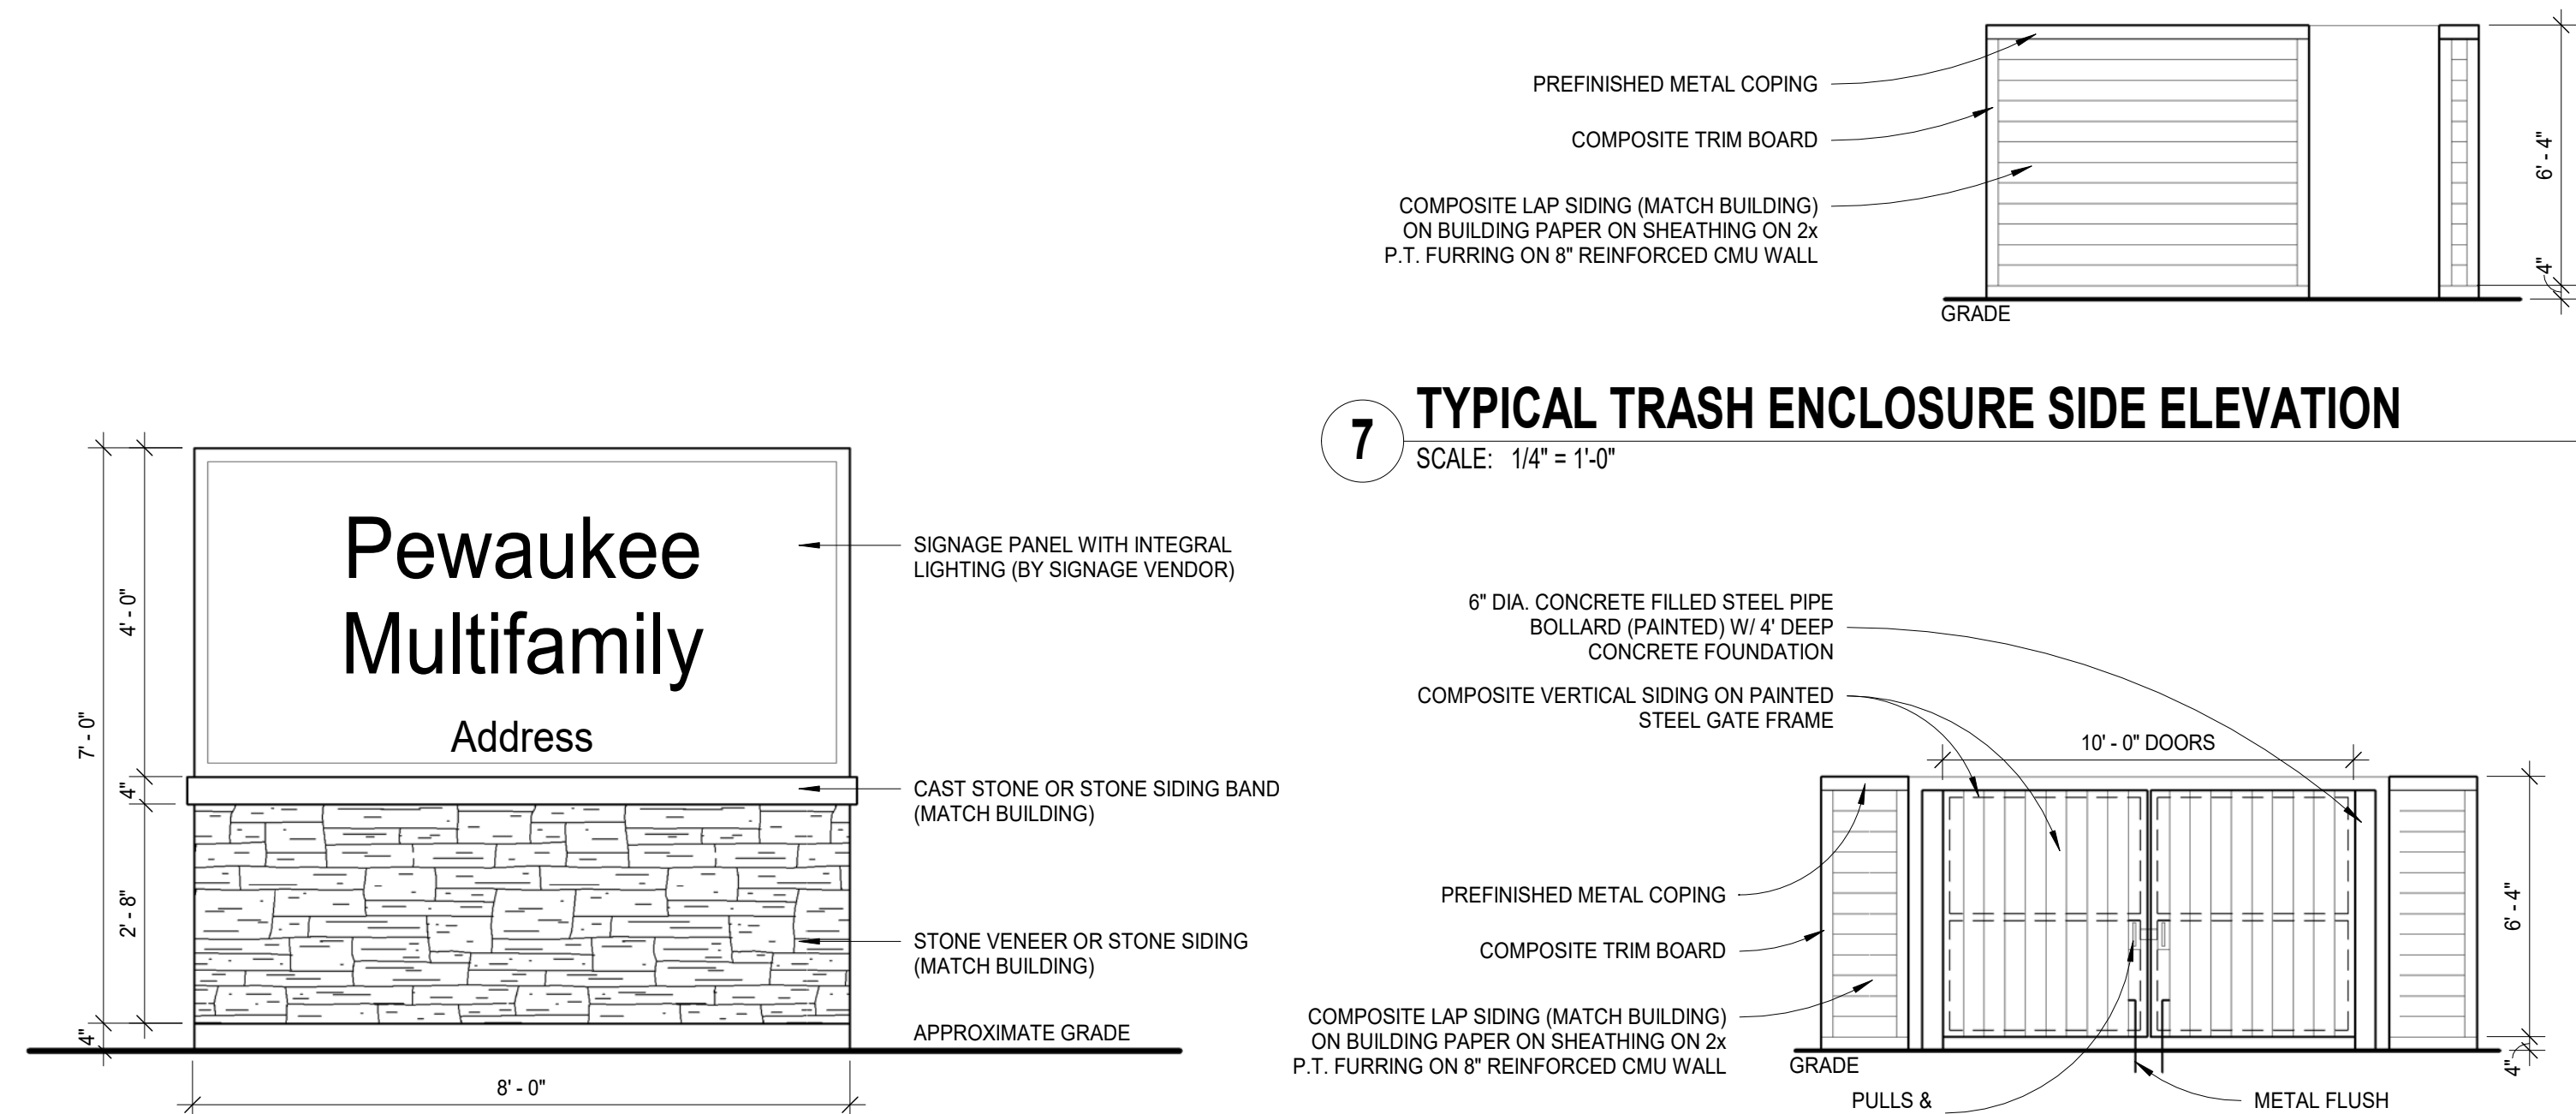 PREFINISHED METAL COPING
COMPOSITE TRIM BOARD
COMPOSITE LAP SIDING (MATCH BUILDING)
ON BUILDING PAPER ON SHEATHING ON 2x
P.T. FURRING ON 8" REINFORCED CMU WALL
6' - 4"
4"
GRADE
7
TYPICAL TRASH ENCLOSURE SIDE ELEVATION
SCALE: 1/4" = 1'-0"
Pewaukee
Multifamily
Address
7' - 0"
4' - 0"
4"
2' - 8"
4"
8' - 0"
SIGNAGE PANEL WITH INTEGRAL
LIGHTING (BY SIGNAGE VENDOR)
CAST STONE OR STONE SIDING BAND
(MATCH BUILDING)
STONE VENEER OR STONE SIDING
(MATCH BUILDING)
APPROXIMATE GRADE
6" DIA. CONCRETE FILLED STEEL PIPE
BOLLARD (PAINTED) W/ 4' DEEP
CONCRETE FOUNDATION
COMPOSITE VERTICAL SIDING ON PAINTED
STEEL GATE FRAME
10' - 0" DOORS
PREFINISHED METAL COPING
COMPOSITE TRIM BOARD
COMPOSITE LAP SIDING (MATCH BUILDING)
ON BUILDING PAPER ON SHEATHING ON 2x
P.T. FURRING ON 8" REINFORCED CMU WALL
6' - 4"
4"
GRADE
PULLS &
METAL FLUSH